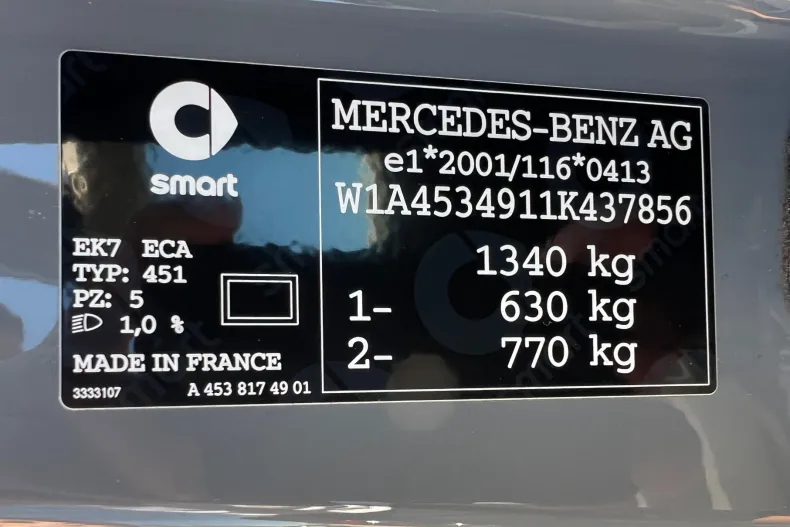 smart
EK7 ECA
TYP: 451
PZ: 5
1,0 %
MADE IN FRANCE
3333107 A 453 817 49 01
MERCEDES-BENZ AG
e1*2001/116*0413
W1A4534911K437856
1340 kg
1- 630 kg
2- 770 kg